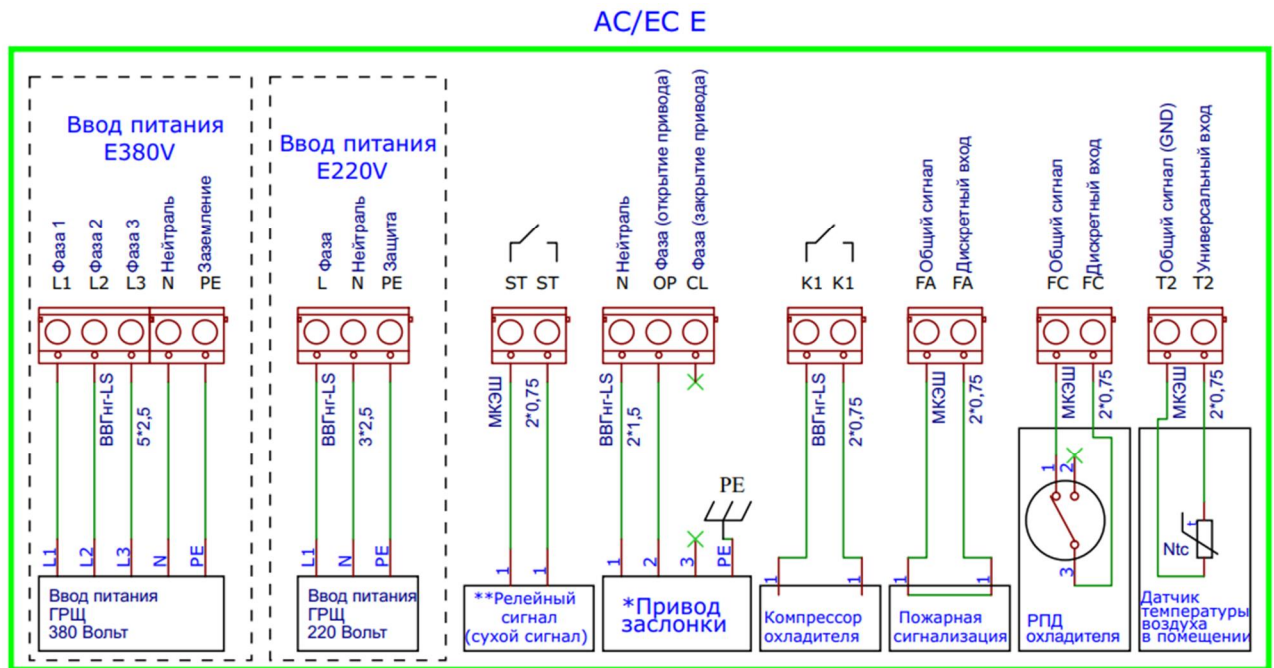 AC/EC E
Ввод питания
E380V
Фаза 1
Фаза 2
Фаза 3
Нейтраль
Заземление
L1 L2 L3 N PE
ВВГнг-LS
5*2,5
L1 L2 L3 N PE
Ввод питания
ГРЩ
380 Вольт
Ввод питания
E220V
Фаза
Нейтраль
Защита
L N PE
ВВГнг-LS
3*2,5
L1 N PE
Ввод питания
ГРЩ
220 Вольт
ST ST
МКЭШ
2*0,75
1 1
**Релейный
сигнал
(сухой сигнал)
Нейтраль
Фаза (открытие привода)
Фаза (закрытие привода)
N OP CL
ВВГнг-LS
2*1,5
PE
1 2 3 PE
*Привод
заслонки
K1 K1
ВВГнг-LS
2*0,75
1 1
Компрессор
охладителя
Общий сигнал
Дискретный вход
FA FA
МКЭШ
2*0,75
1 1
Пожарная
сигнализация
Общий сигнал
Дискретный вход
FC FC
МКЭШ
2*0,75
1 2
3
РПД
охладителя
Общий сигнал (GND)
Универсальный вход
T2 T2
МКЭШ
2*0,75
t
Ntc
Датчик
температуры
воздуха
в помещении